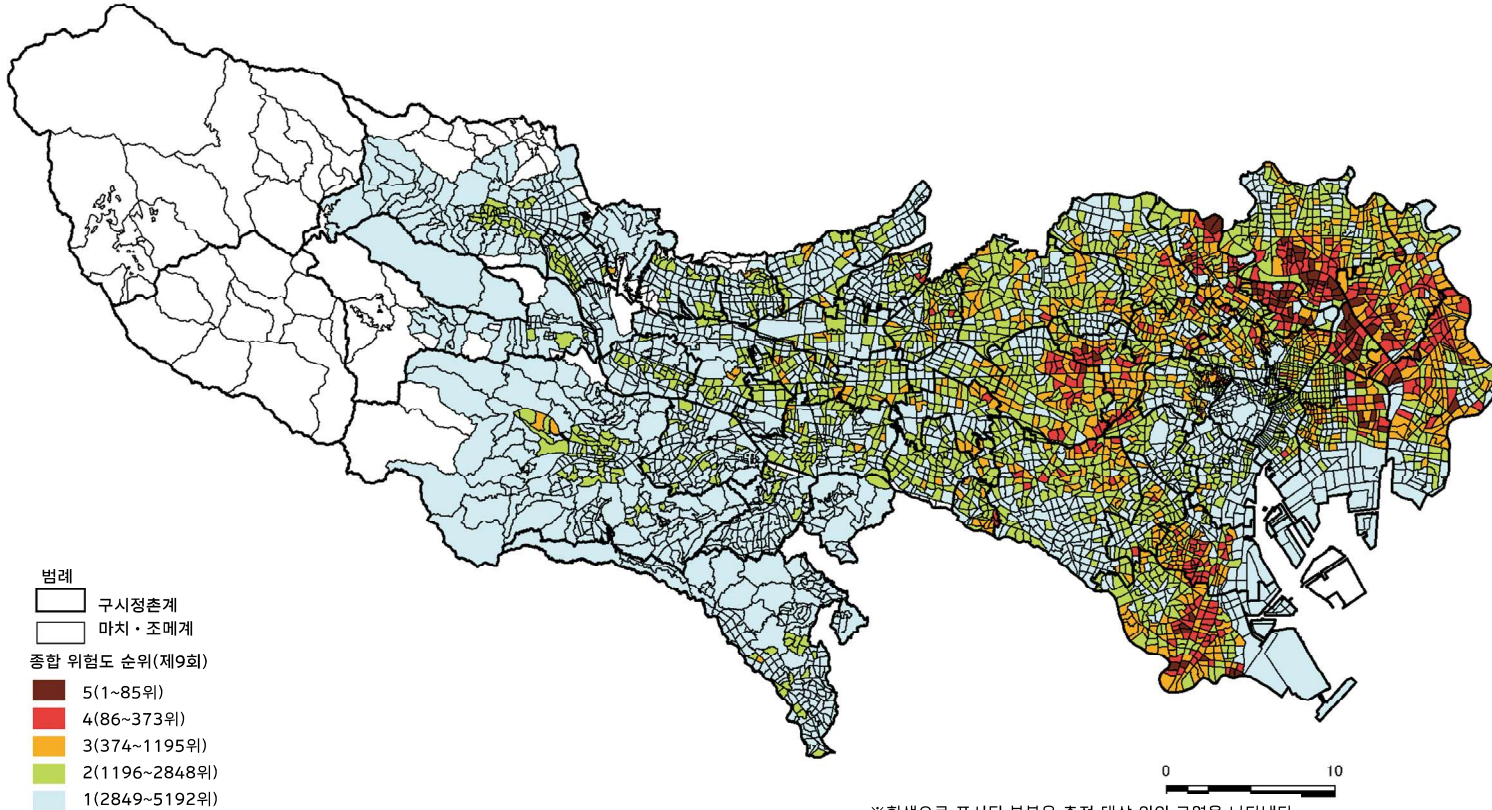 범례
구시정촌계
마치・조메계
종합 위험도 순위(제9회)
5(1~85위)
4(86~373위)
3(374~1195위)
2(1196~2848위)
1(2849~5192위)
0 10